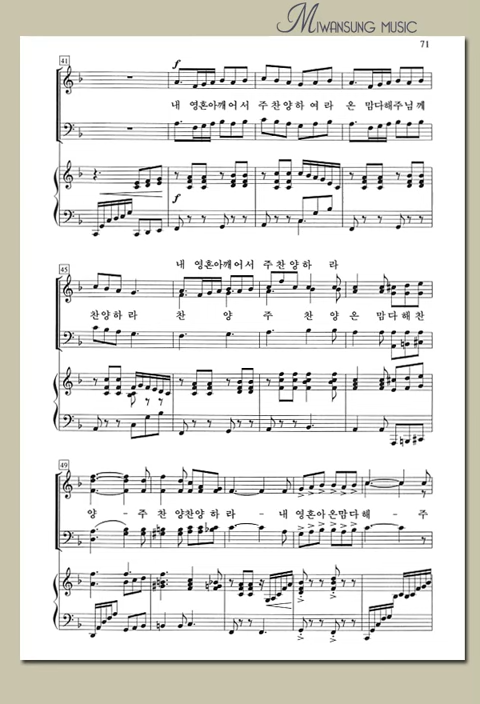 MIWANSUNG MUSIC
71
41
f
내 영혼아깨어서 주찬양하여라 온 맘다해주님께
f
45
내 영혼아깨어서 주찬양하 라
찬양하라 찬 양 주 찬 양 온 맘다해찬
49
양 - 주찬 양찬양하 라 - 내 영혼아온맘다해 - 주